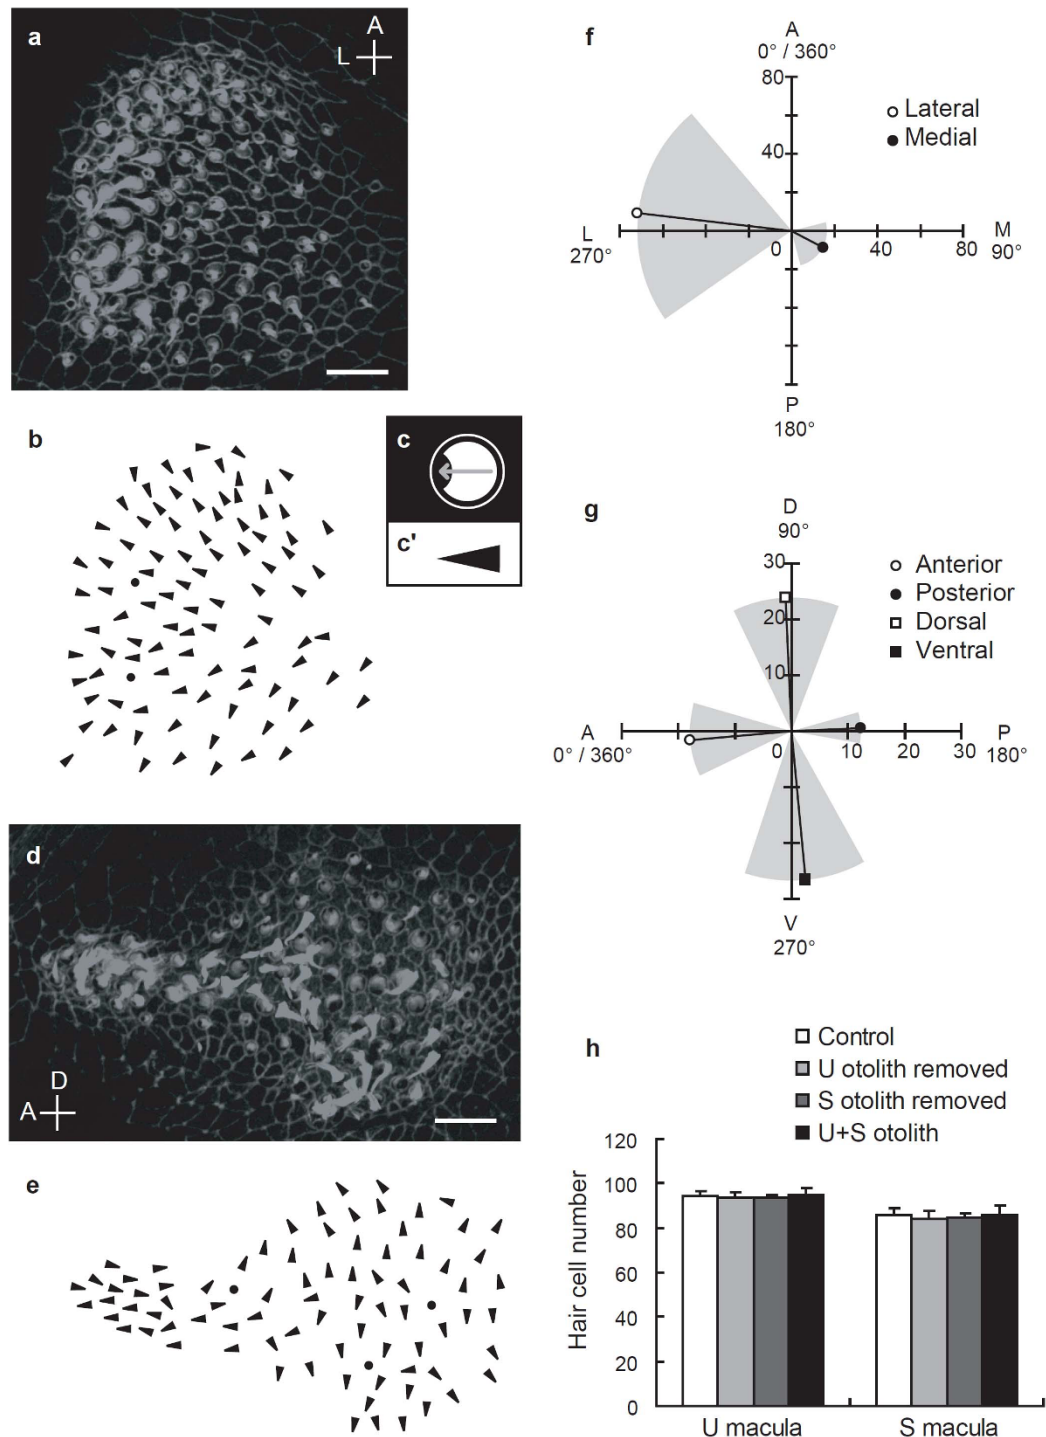 a
A
L
b
c
c'
d
D
A
e
f
A
0° / 360°
80
40
Lateral
Medial
L
270°
0
40
80
M
90°
P
180°
g
D
90°
30
20
10
Anterior
Posterior
Dorsal
Ventral
A
0° / 360°
0
10
20
30
P
180°
V
270°
h
Control
U otolith removed
S otolith removed
U+S otolith
Hair cell number
120
100
80
60
40
20
0
U macula
S macula